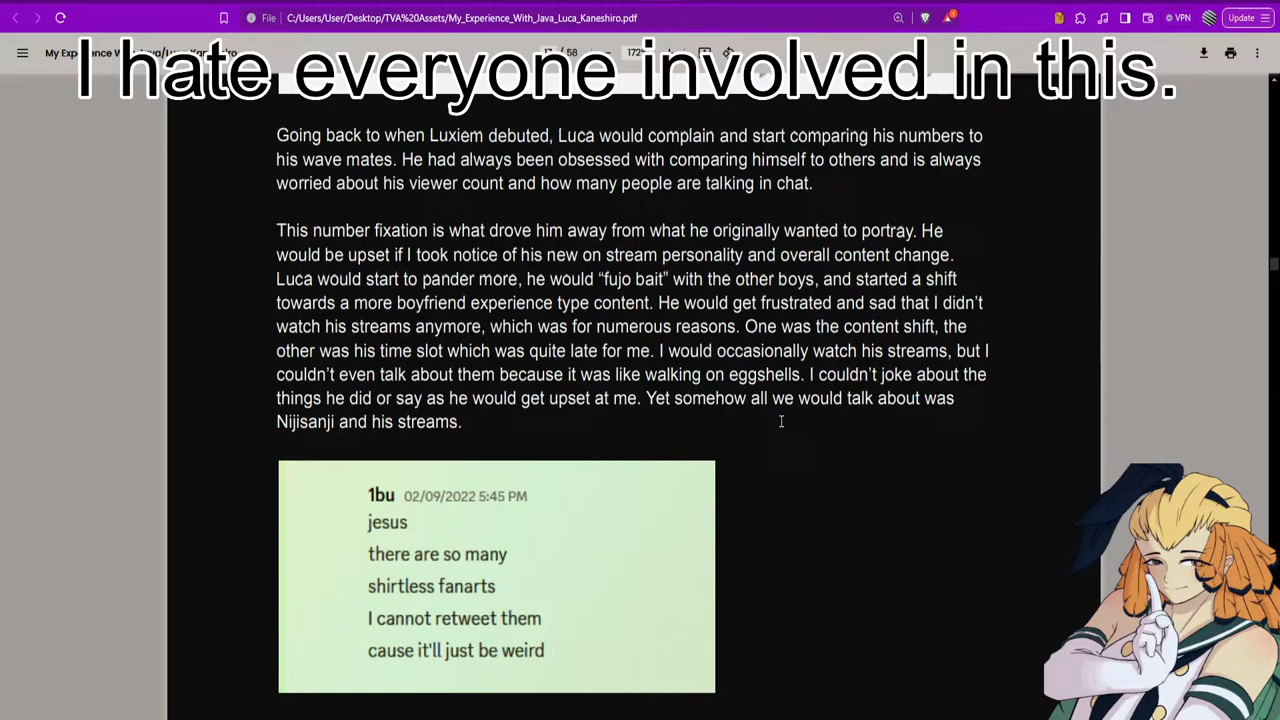 File
C:/Users/User/Desktop/TVA%20Assets/My_Experience_With_Java_Luca_Kaneshiro.pdf
VPN
Update
58
172%
I hate everyone involved in this.
Going back to when Luxiem debuted, Luca would complain and start comparing his numbers to
his wave mates. He had always been obsessed with comparing himself to others and is always
worried about his viewer count and how many people are talking in chat.
This number fixation is what drove him away from what he originally wanted to portray. He
would be upset if I took notice of his new on stream personality and overall content change.
Luca would start to pander more, he would “fujo bait” with the other boys, and started a shift
towards a more boyfriend experience type content. He would get frustrated and sad that I didn’t
watch his streams anymore, which was for numerous reasons. One was the content shift, the
other was his time slot which was quite late for me. I would occasionally watch his streams, but I
couldn’t even talk about them because it was like walking on eggshells. I couldn’t joke about the
things he did or say as he would get upset at me. Yet somehow all we would talk about was
Nijisanji and his streams.
1bu 02/09/2022 5:45 PM
jesus
there are so many
shirtless fanarts
I cannot retweet them
cause it'll just be weird